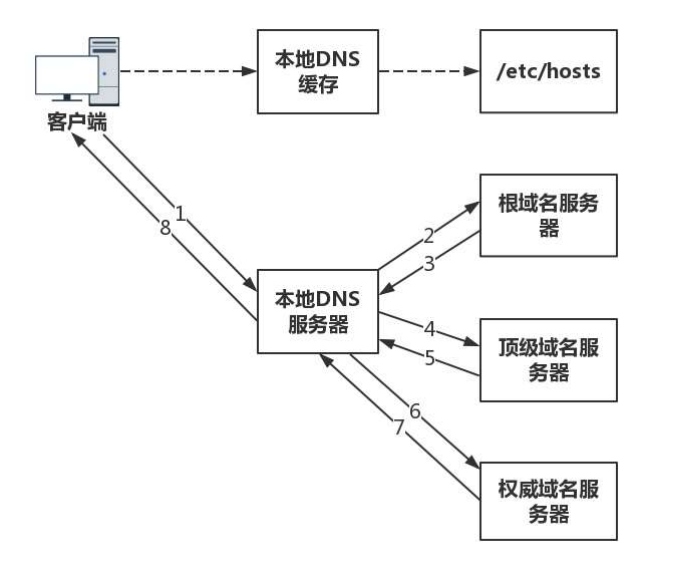 本地DNS
缓存
/etc/hosts
客户端
1
8
根域名服务
器
2
3
本地DNS
服务器
4
5
顶级域名服
务器
6
7
权威域名服
务器